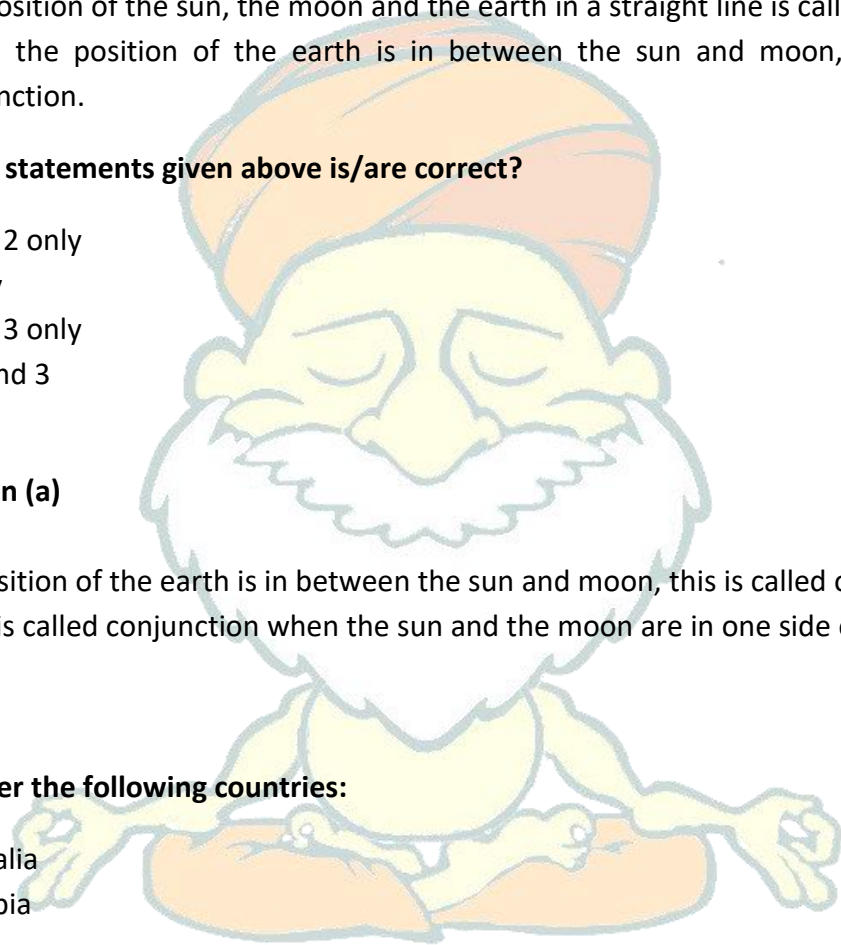 osition of the sun, the moon and the earth in a straight line is call
the position of the earth is in between the sun and moon,
nction.
statements given above is/are correct?
2 only
3 only
nd 3
n (a)
sition of the earth is in between the sun and moon, this is called
is called conjunction when the sun and the moon are in one side
er the following countries:
alia
bia